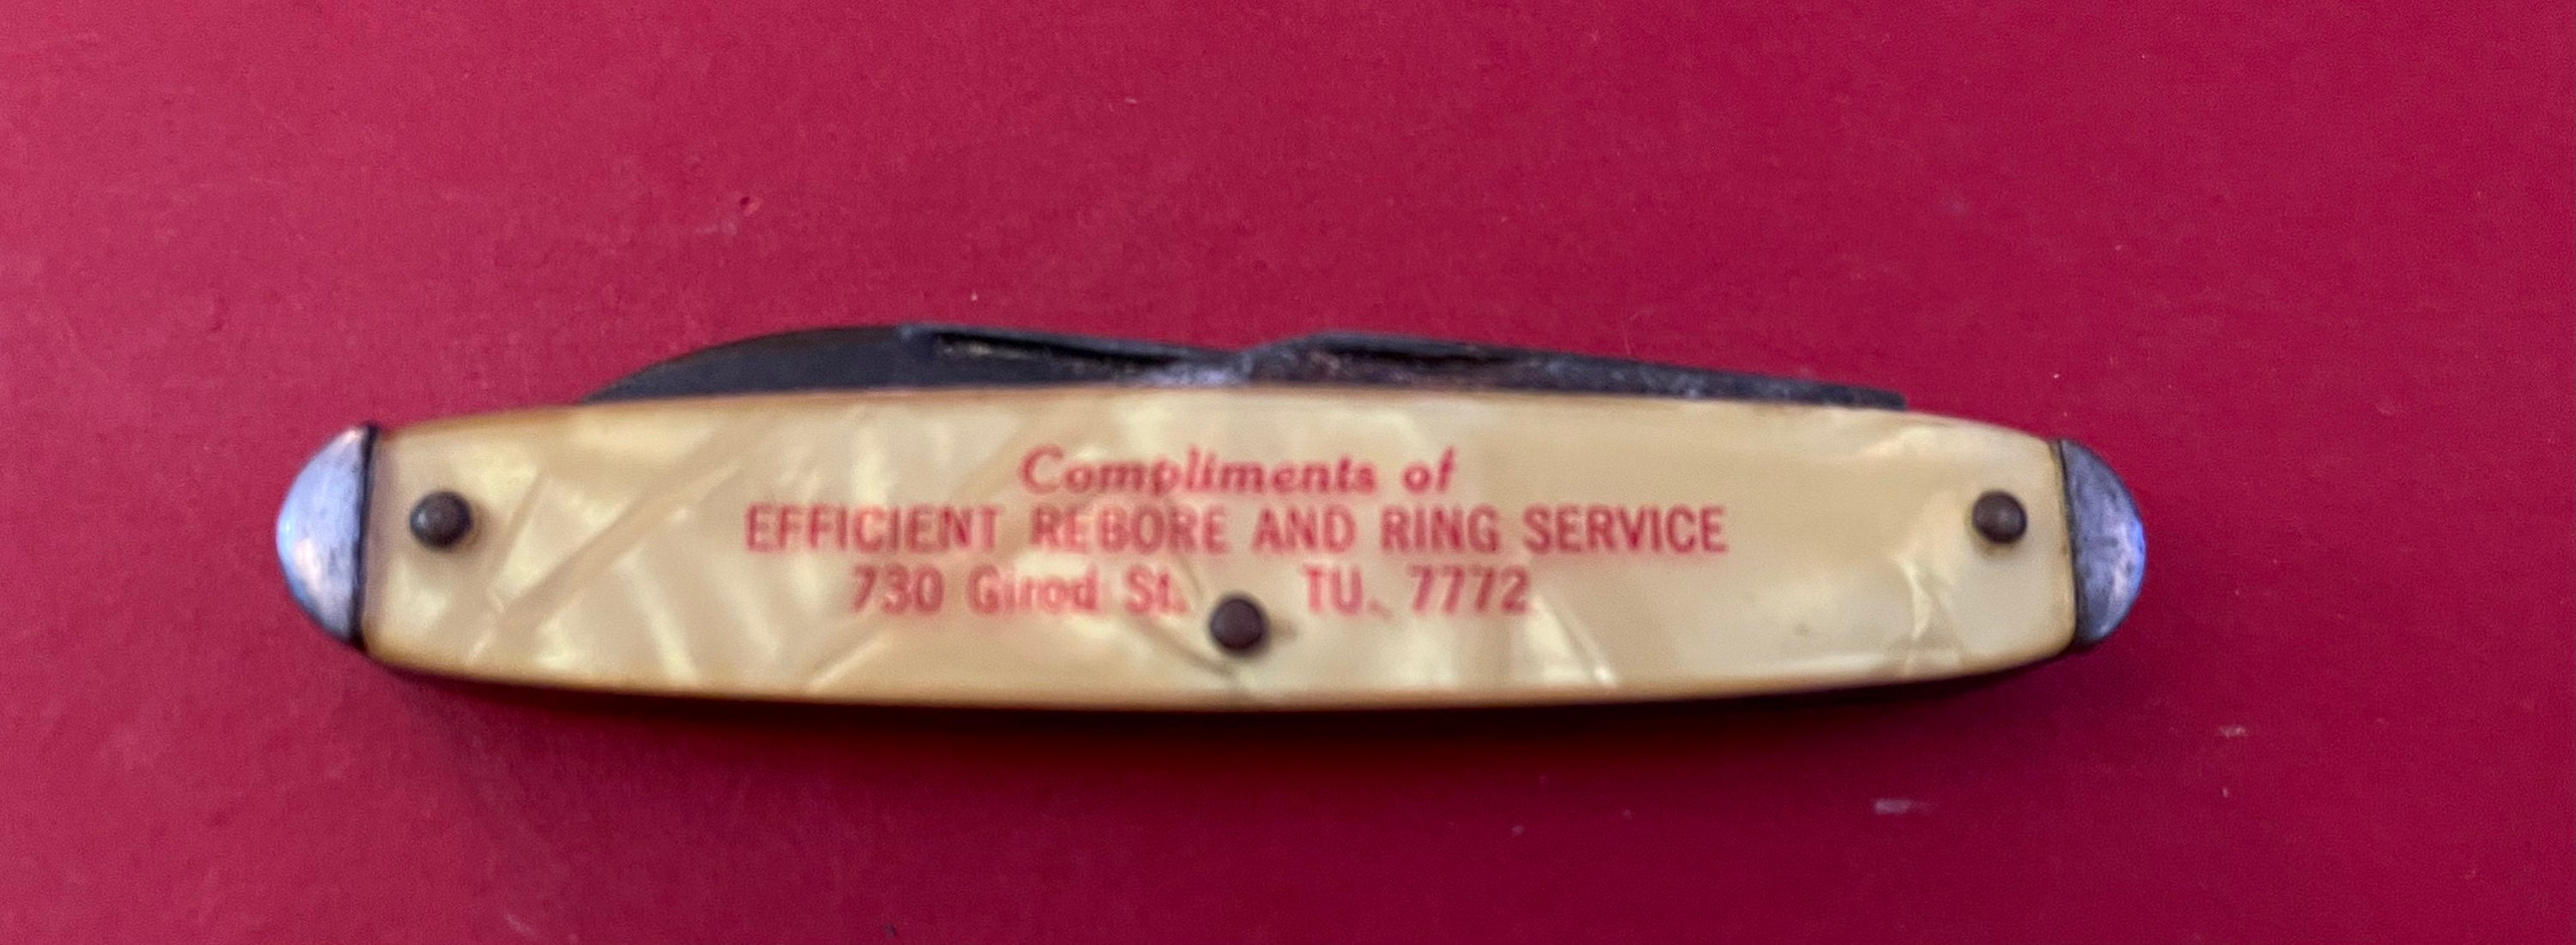 Compliments of
EFFICIENT REBORE AND RING SERVICE
730 Girod St. TU. 7772